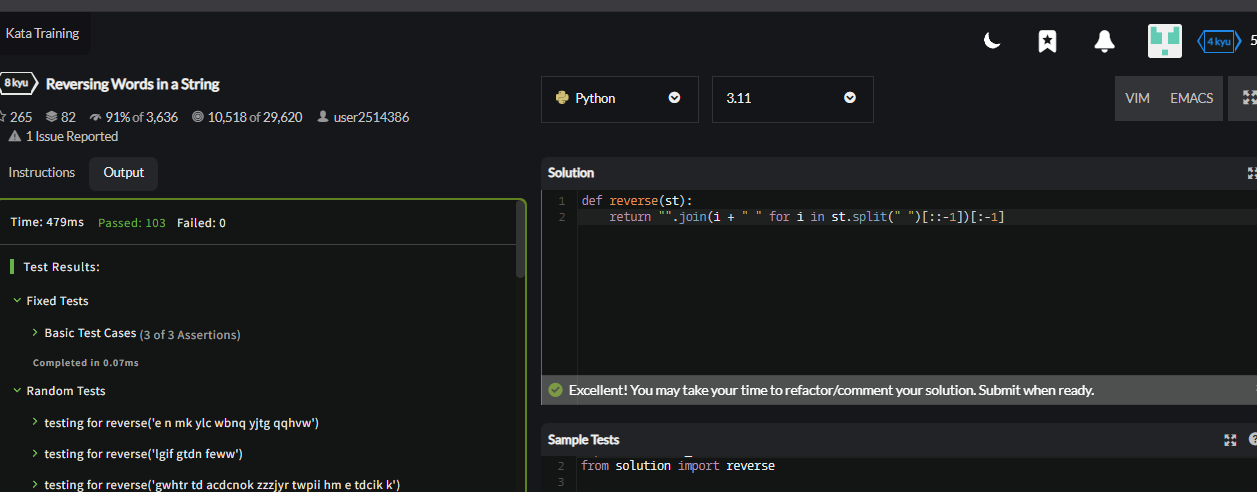 Kata Training
4 kyu
8 kyu Reversing Words in a String
265 82 91% of 3,636 10,518 of 29,620 user2514386
1 Issue Reported
Instructions Output
Time: 479ms Passed: 103 Failed: 0
Test Results:
Fixed Tests
Basic Test Cases (3 of 3 Assertions)
Completed in 0.07ms
Random Tests
testing for reverse('e n mk ylc wbnq yjtg qqhvw')
testing for reverse('lgif gtdn feww')
testing for reverse('gwhtr td acdcnok zzzjyr twpii hm e tdcik k')
Python 3.11 VIM EMACS
Solution
1 def reverse(st):
2 return "".join(i + " " for i in st.split(" ")[::-1])[:-1]
Excellent! You may take your time to refactor/comment your solution. Submit when ready.
Sample Tests
2 from solution import reverse
3